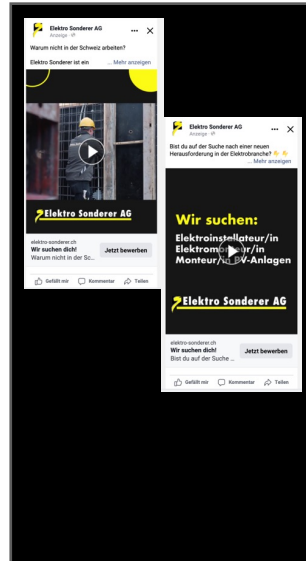 Elektro Sonderer AG
Anzeige
Warum nicht in der Schweiz arbeiten?
Elektro Sonderer ist ein ... Mehr anzeigen
Elektro Sonderer AG
elektro-sonderer.ch
Wir suchen dich!
Warum nicht in der Sc...
Jetzt bewerben
Gefällt mir Kommentar Teilen
Elektro Sonderer AG
Anzeige
Bist du auf der Suche nach einer neuen
Herausforderung in der Elektrobranche?
... Mehr anzeigen
Wir suchen:
Elektroinstallateur/in
Elektromonteur/in
Monteur/in PV-Anlagen
Elektro Sonderer AG
elektro-sonderer.ch
Wir suchen dich!
Bist du auf der Suche ...
Jetzt bewerben
Gefällt mir Kommentar Teilen